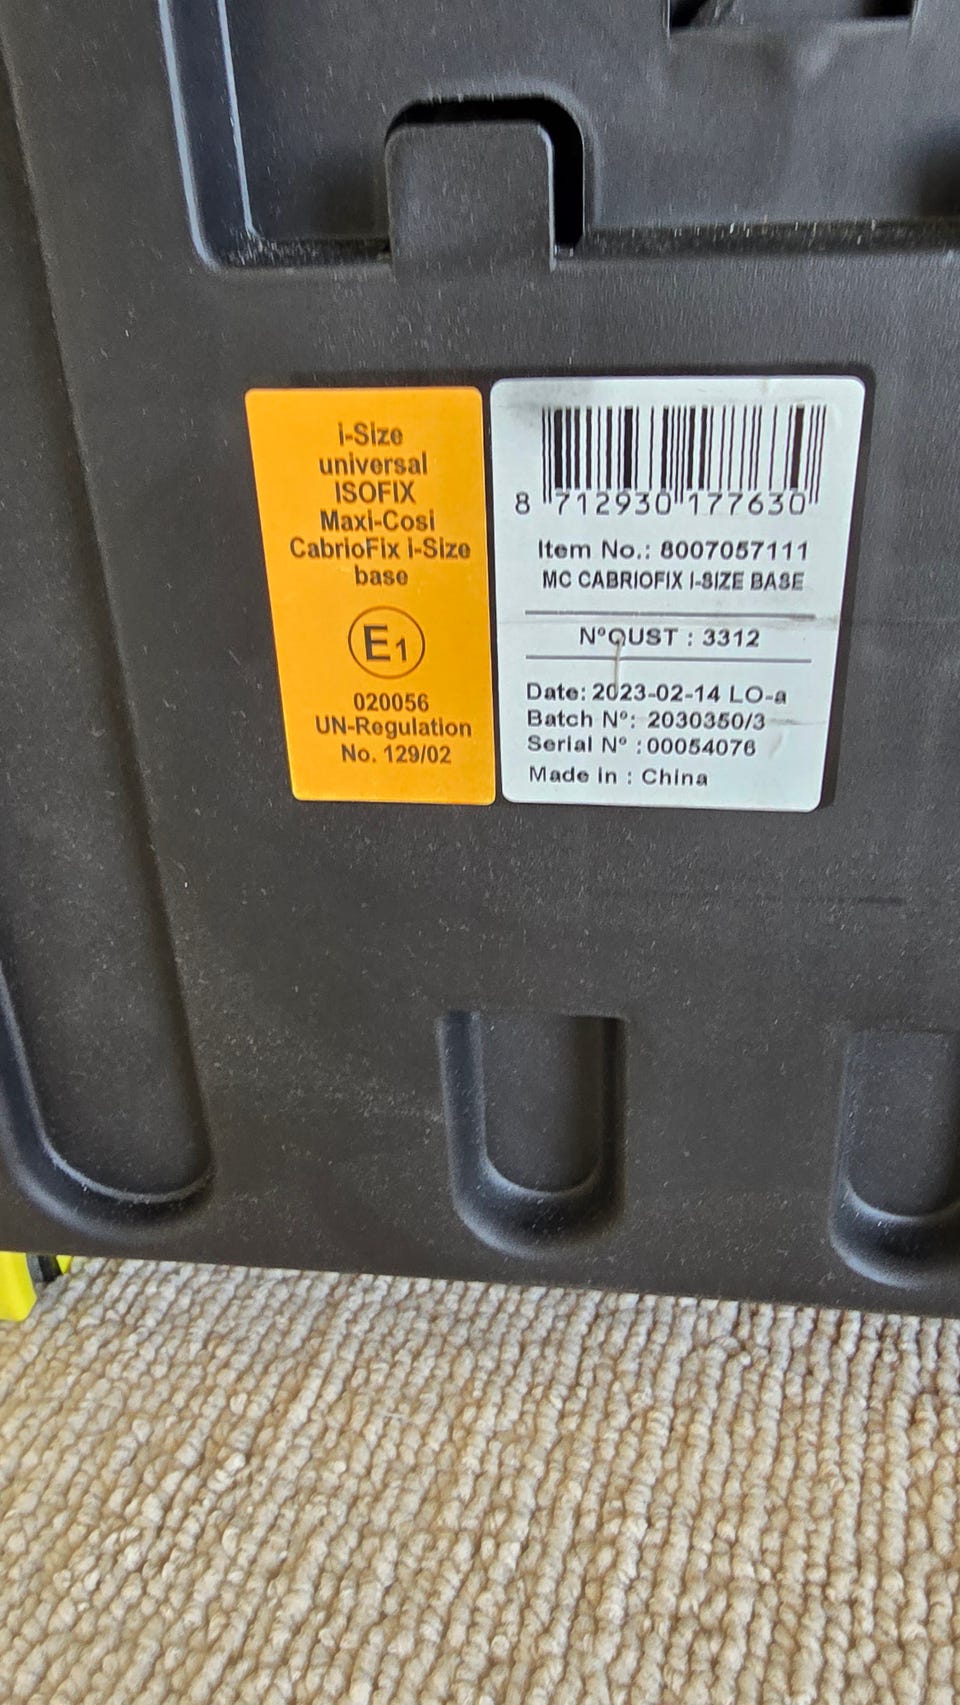 i-Size
universal
ISOFIX
Maxi-Cosi
CabrioFix i-Size
base
E1
020056
UN-Regulation
No. 129/02
8 712930 177630
Item No.: 8007057111
MC CABRIOFIX I-SIZE BASE
N°QUST : 3312
Date: 2023-02-14 LO-a
Batch N°: 2030350/3
Serial N° : 00054076
Made in : China